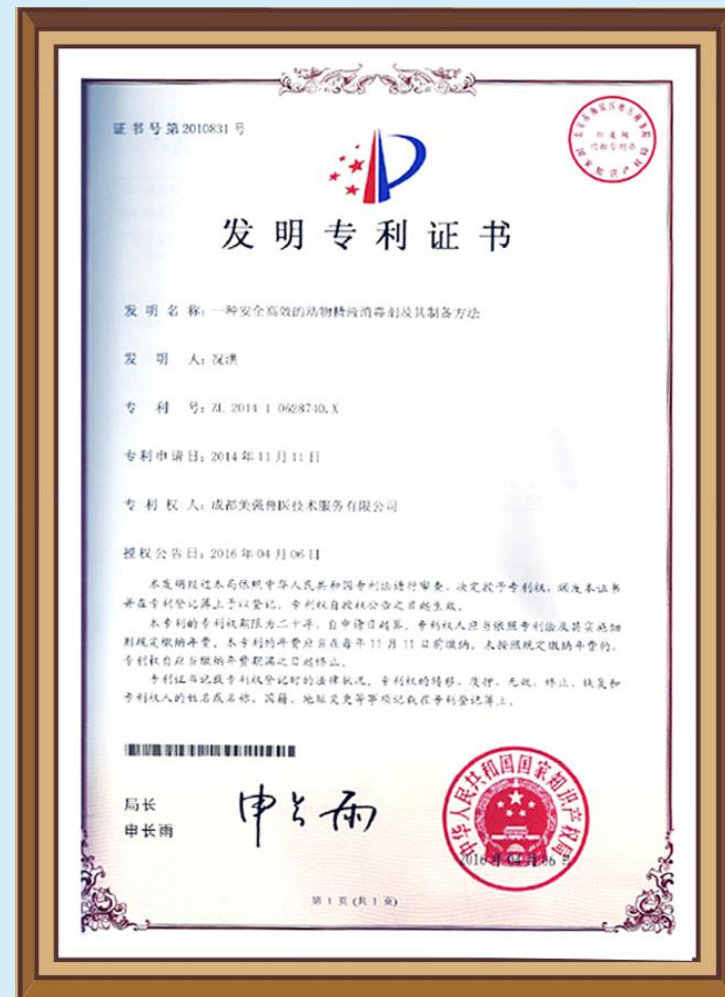 证书号第2010831号
发明专利证书
发明名称：一种安全高效的动物精液消毒剂及其制备方法
发明人：况洪
专利号：ZL 2014 1 0628740.X
专利申请日：2014年11月11日
专利权人：成都美强兽医技术服务有限公司
授权公告日：2016年04月06日
本发明经过本局依照中华人民共和国专利法进行审查，决定授予专利权，颁发本证书
并在专利登记簿上予以登记。专利权自授权公告之日起生效。
本专利的专利权期限为二十年，自申请日起算。专利权人应当依照专利法及其实施细
则规定缴纳年费。本专利的年费应当在每年11月11日前缴纳。未按照规定缴纳年费的，
专利权自应当缴纳年费期满之日起终止。
专利证书记载专利权登记时的法律状况。专利权的转移、质押、无效、终止、恢复和
专利权人的姓名或名称、国籍、地址变更等事项记载在专利登记簿上。
局长
申长雨
申长雨
中华人民共和国国家知识产权局
2016年04月06日
第1页(共1页)